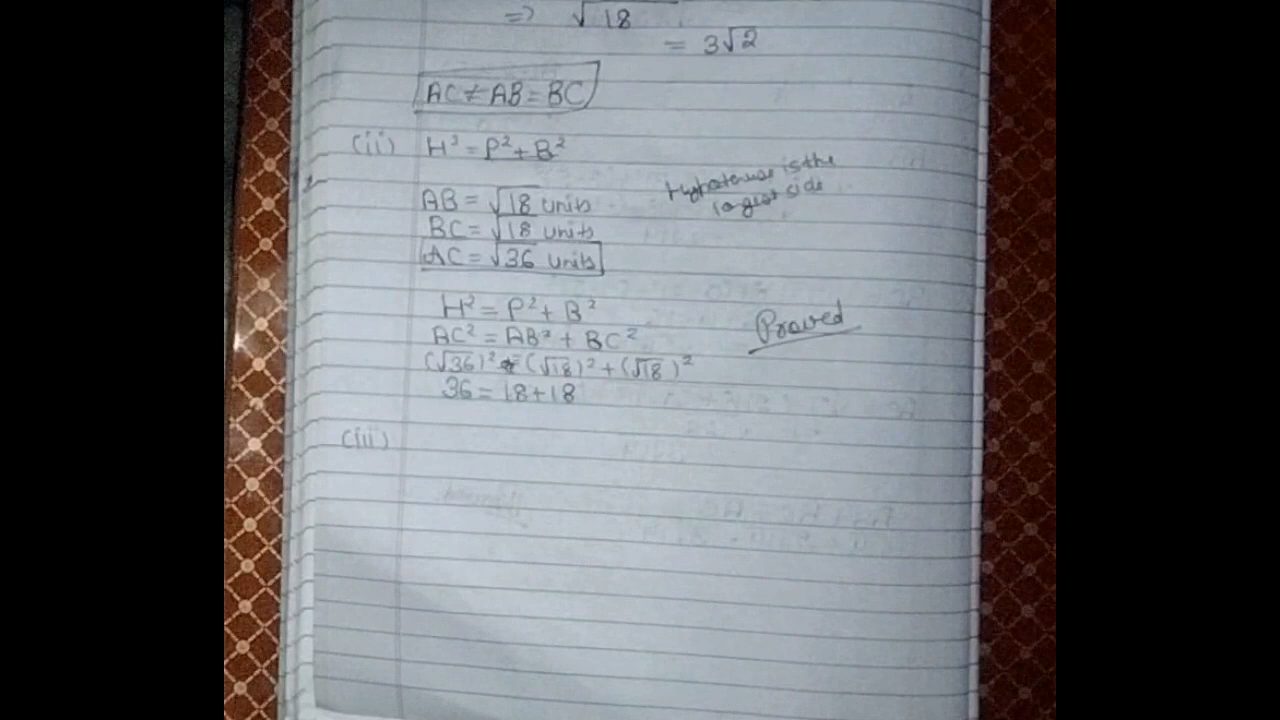 => √18
= 3√2
AC ≠ AB = BC
(ii) H² = P² + B²
Hypotenuse is the
largest side
AB = √18 units
BC = √18 units
AC = √36 units
H² = P² + B²
Proved
AC² = AB² + BC²
(√36)² = (√18)² + (√18)²
36 = 18 + 18
(iii)